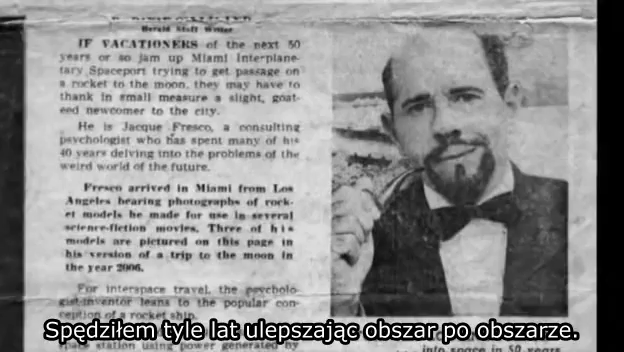 Herald Staff Writer
IF VACATIONERS of the next 50
years or so jam up Miami Interplane-
tary Spaceport trying to get passage on
a rocket to the moon, they may have to
thank in small measure a slight, goat-
eed newcomer to the city.
He is Jacque Fresco, a consulting
psychologist who has spent many of his
40 years delving into the problems of the
weird world of the future.
Fresco arrived in Miami from Los
Angeles bearing photographs of rock-
et models he made for use in several
science-fiction movies. Three of his
models are pictured on this page in
his version of a trip to the moon in
the year 2006.
For interspace travel, the psycholo-
gist-inventor leans to the popular con-
ception of a rocket ship.
space station using power generated by
into space in 50 years
Spędziłem tyle lat ulepszając obszar po obszarze.